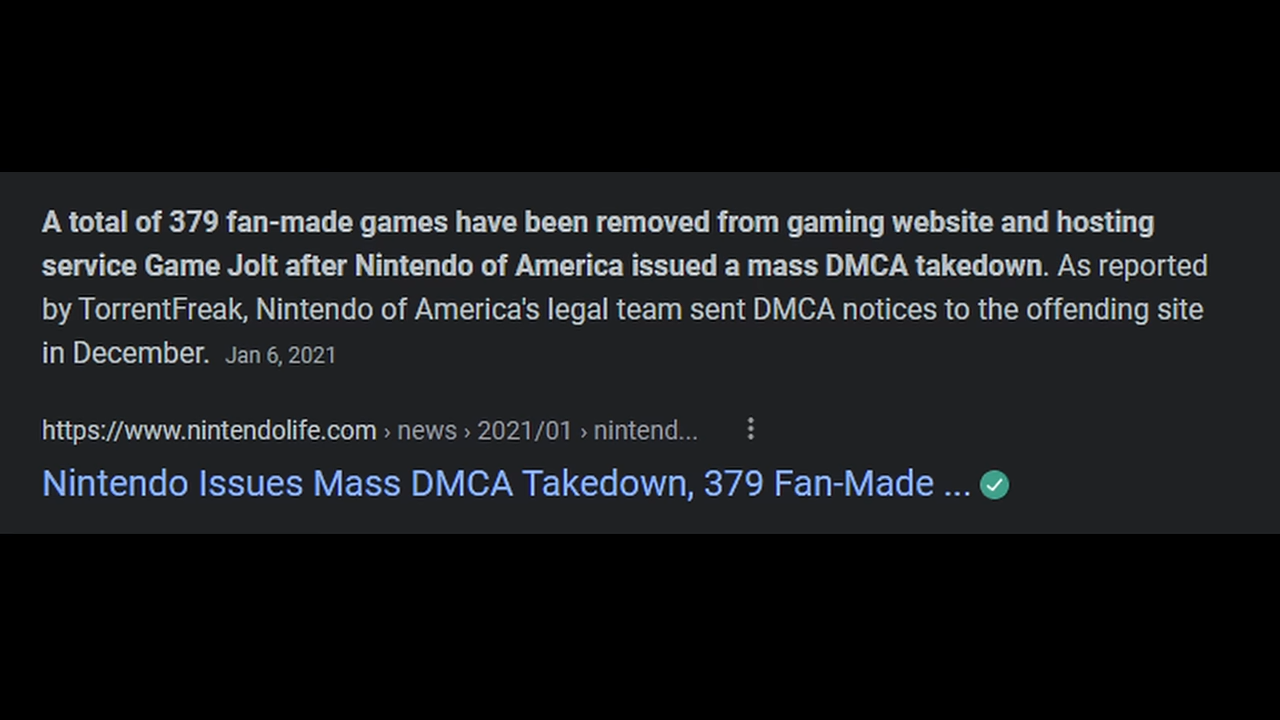 A total of 379 fan-made games have been removed from gaming website and hosting
service Game Jolt after Nintendo of America issued a mass DMCA takedown. As reported
by TorrentFreak, Nintendo of America's legal team sent DMCA notices to the offending site
in December. Jan 6, 2021
https://www.nintendolife.com › news › 2021/01 › nintend...
Nintendo Issues Mass DMCA Takedown, 379 Fan-Made ...